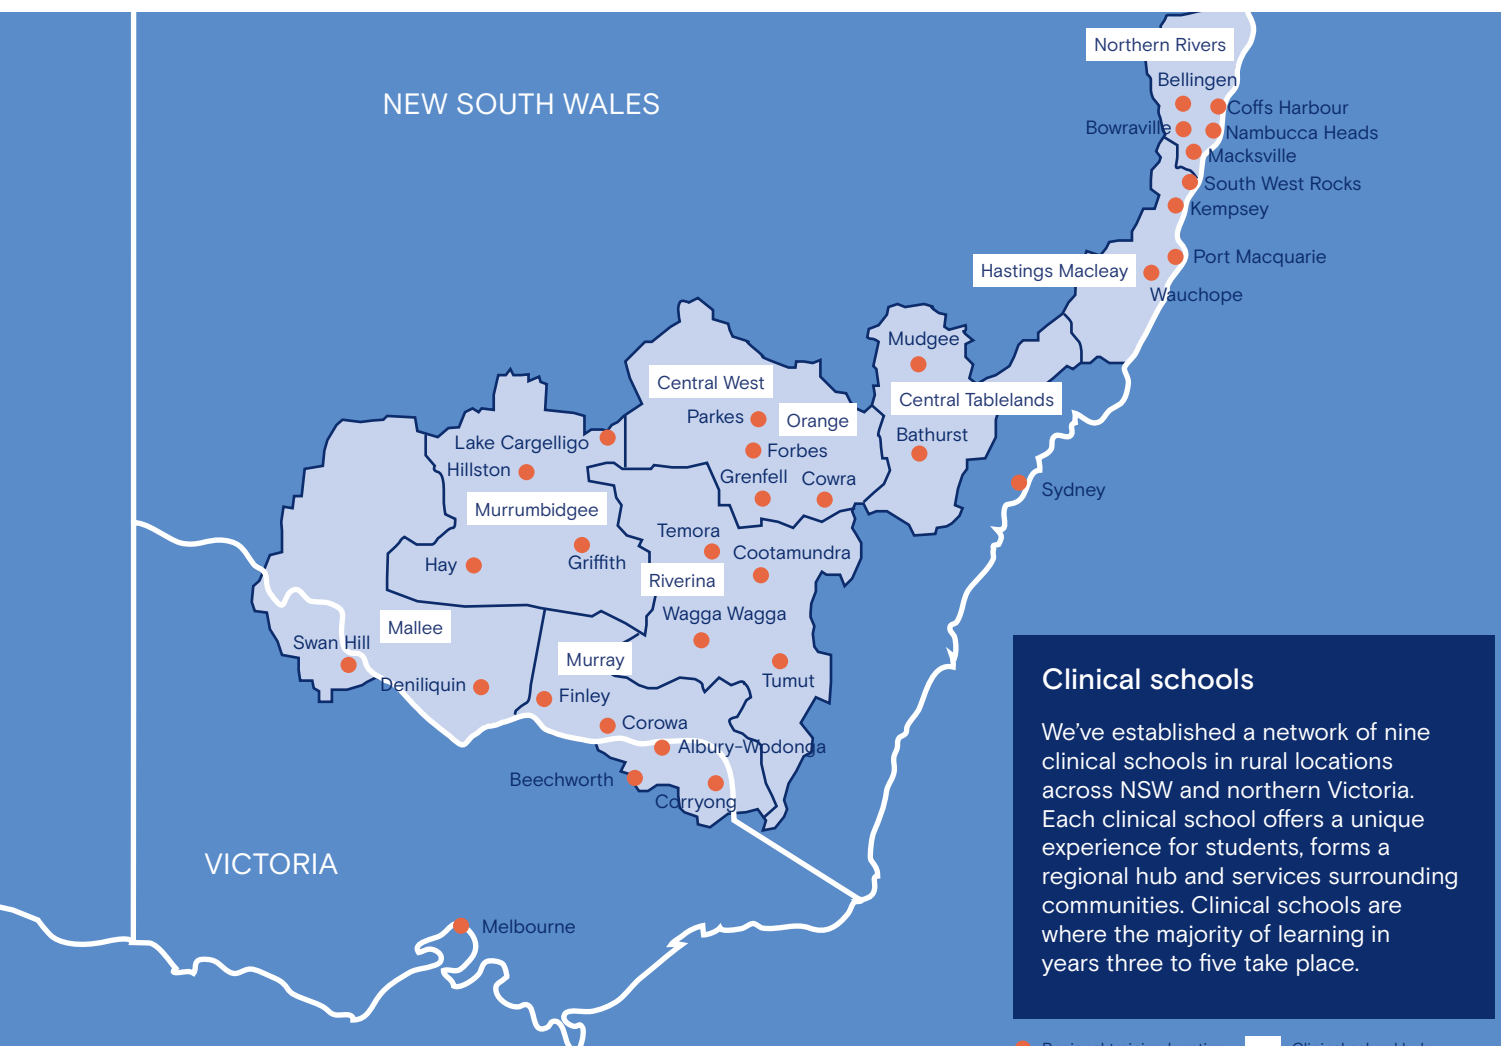 Northern Rivers
Bellingen
NEW SOUTH WALES
Coffs Harbour
Bowraville
Nambucca Heads
Macksville
South West Rocks
Kempsey
Port Macquarie
Hastings Macleay
Wauchope
Mudgee
Central West
Central Tablelands
Parkes
Orange
Bathurst
Lake Cargelligo
Forbes
Hillston
Grenfell
Cowra
Sydney
Murrumbidgee
Temora
Cootamundra
Hay
Griffith
Riverina
Wagga Wagga
Mallee
Swan Hill
Murray
Deniliquin
Tumut
Finley
Corowa
Albury-Wodonga
Beechworth
Corryong
VICTORIA
Melbourne
Clinical schools
We’ve established a network of nine
clinical schools in rural locations
across NSW and northern Victoria.
Each clinical school offers a unique
experience for students, forms a
regional hub and services surrounding
communities. Clinical schools are
where the majority of learning in
years three to five take place.